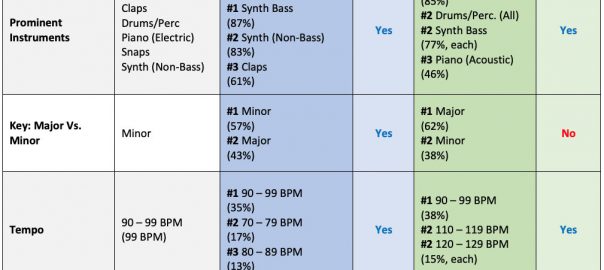 Prominent
Instruments
Claps
Drums/Perc
Piano (Electric)
Snaps
Synth (Non-Bass)
#1 Synth Bass
(87%)
#2 Synth (Non-Bass)
(83%)
#3 Claps
(61%)
Yes
(85%)
#2 Drums/Perc. (All)
#2 Synth Bass
(77%, each)
#3 Piano (Acoustic)
(46%)
Yes
Key: Major Vs.
Minor
Minor
#1 Minor
(57%)
#2 Major
(43%)
Yes
#1 Major
(62%)
#2 Minor
(38%)
No
Tempo
90 – 99 BPM
(99 BPM)
#1 90 – 99 BPM
(35%)
#2 70 – 79 BPM
(17%)
#3 80 – 89 BPM
(13%)
Yes
#1 90 – 99 BPM
(38%)
#2 110 – 119 BPM
#2 120 – 129 BPM
(15%, each)
Yes